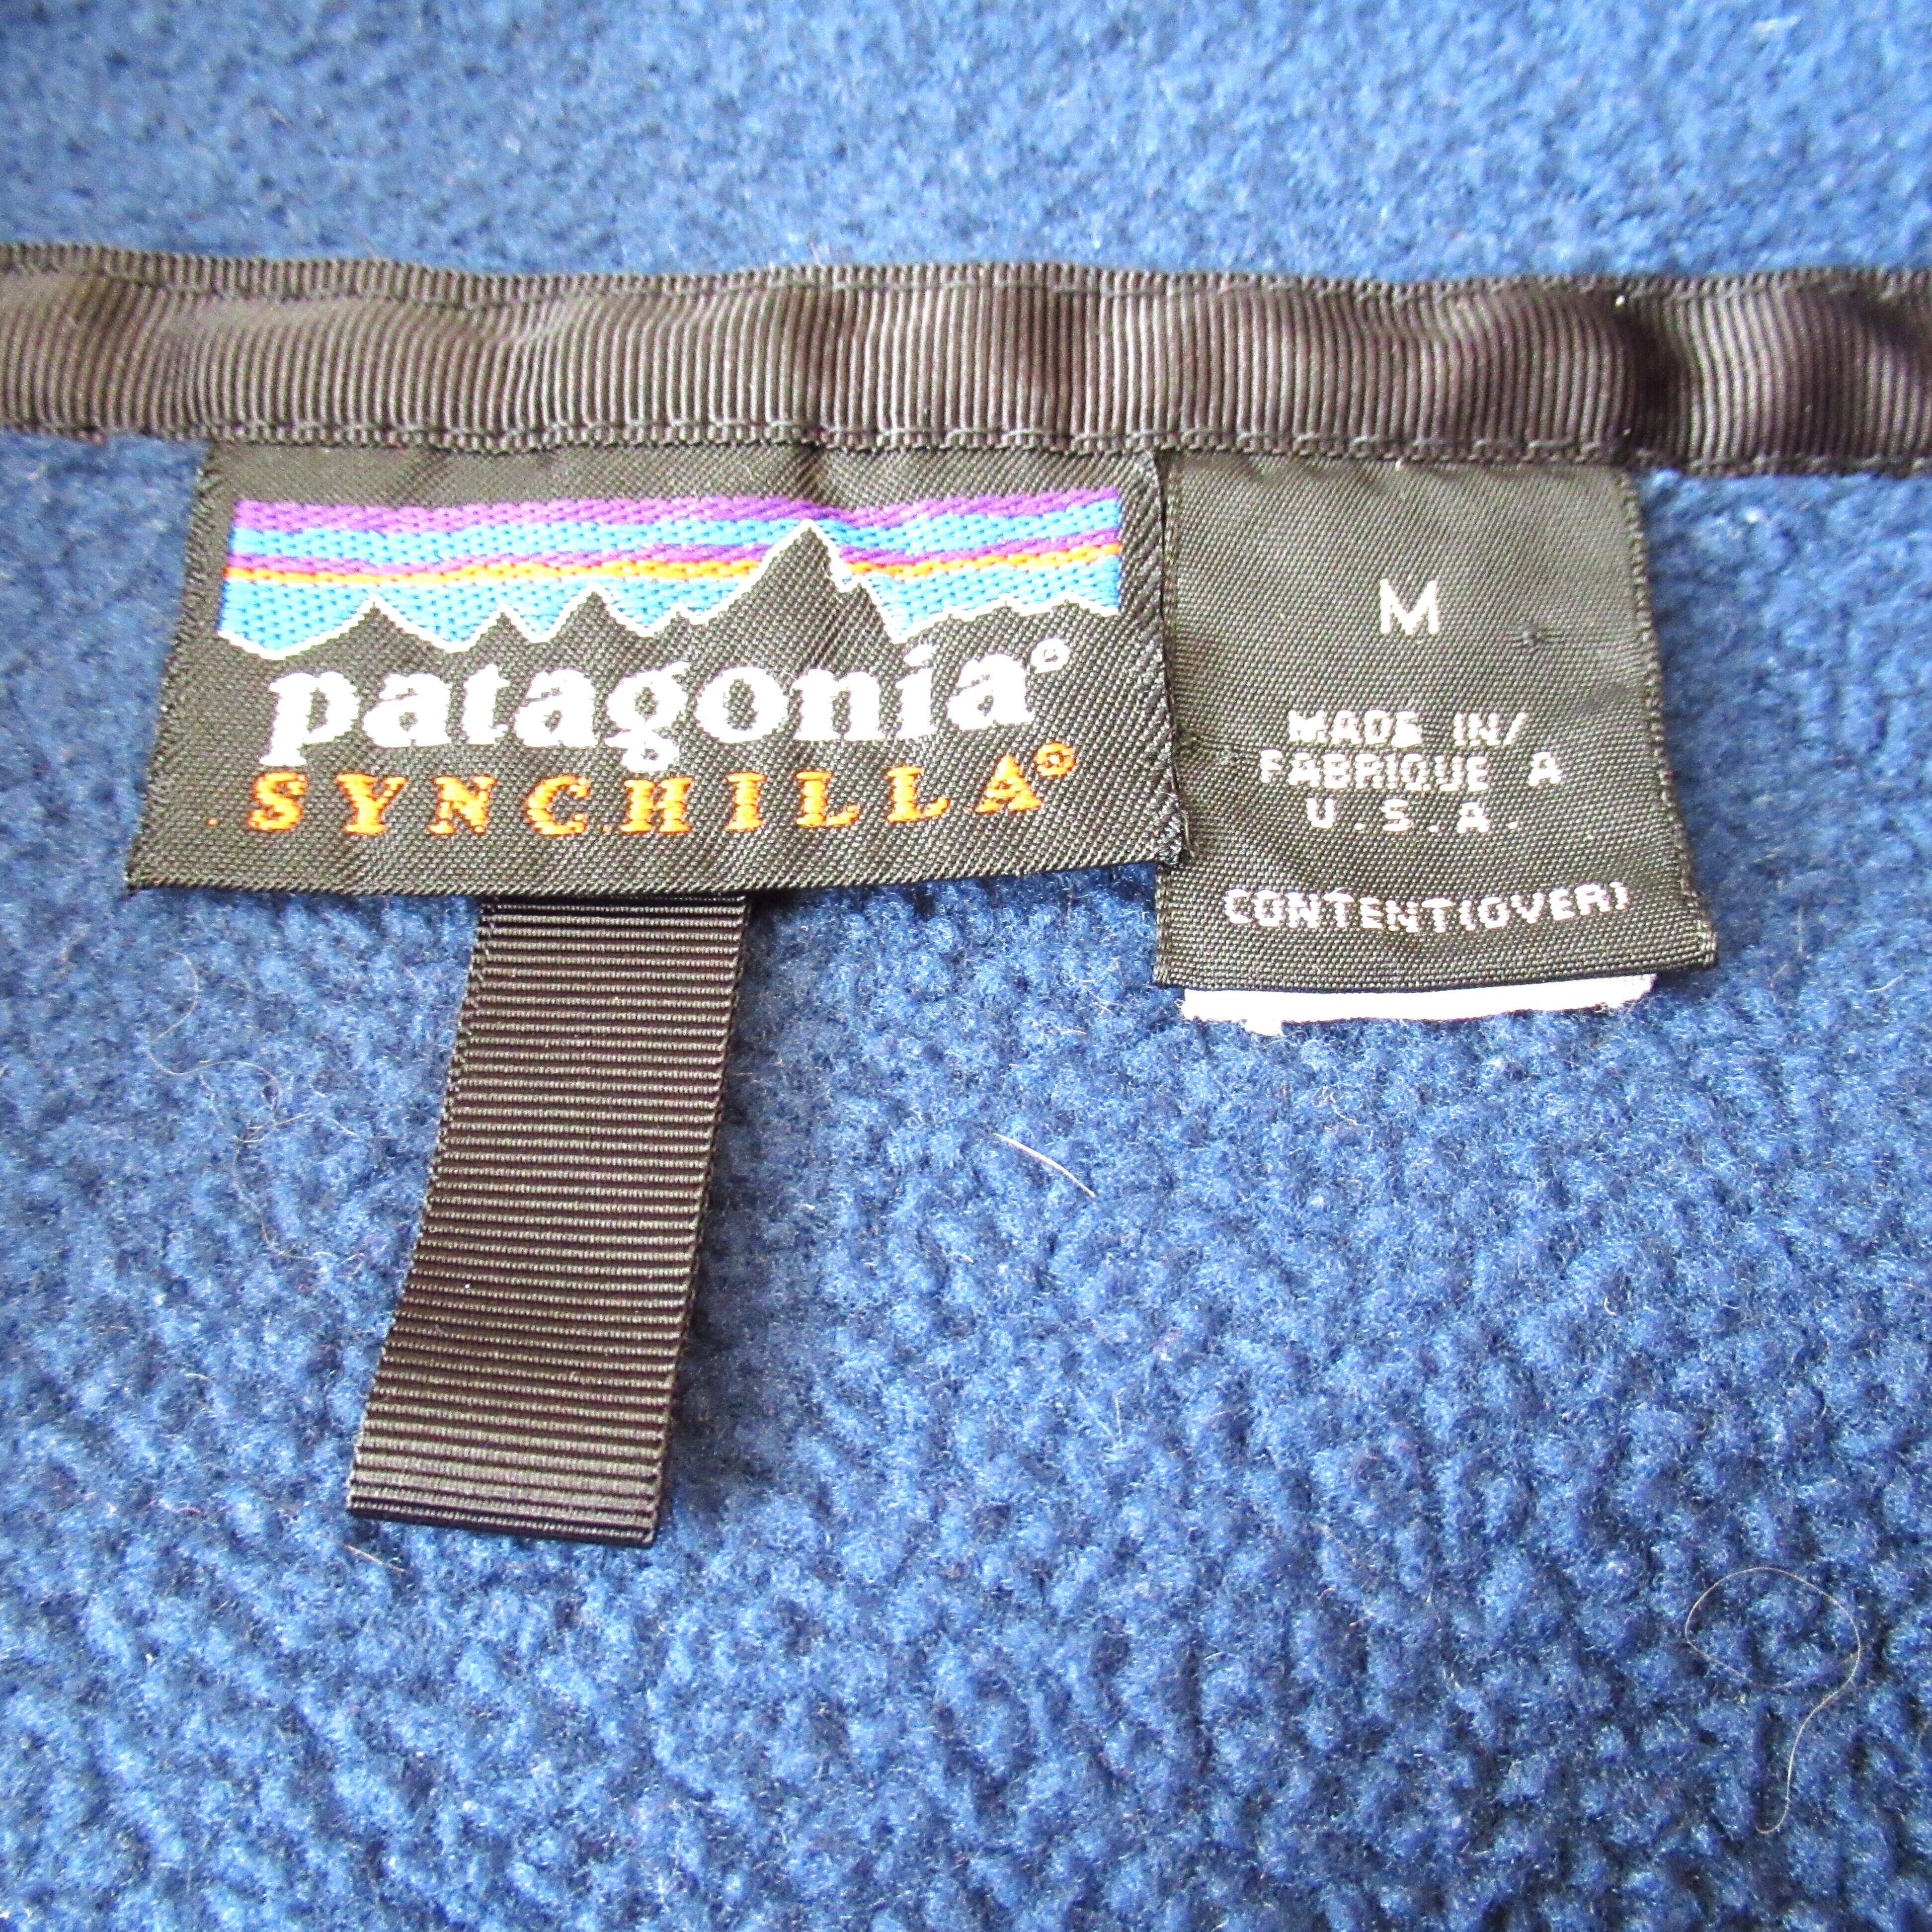 patagonia®
SYNCHILLA®
M
MADE IN/
FABRIQUE A
U.S.A.
CONTENT(OVER)